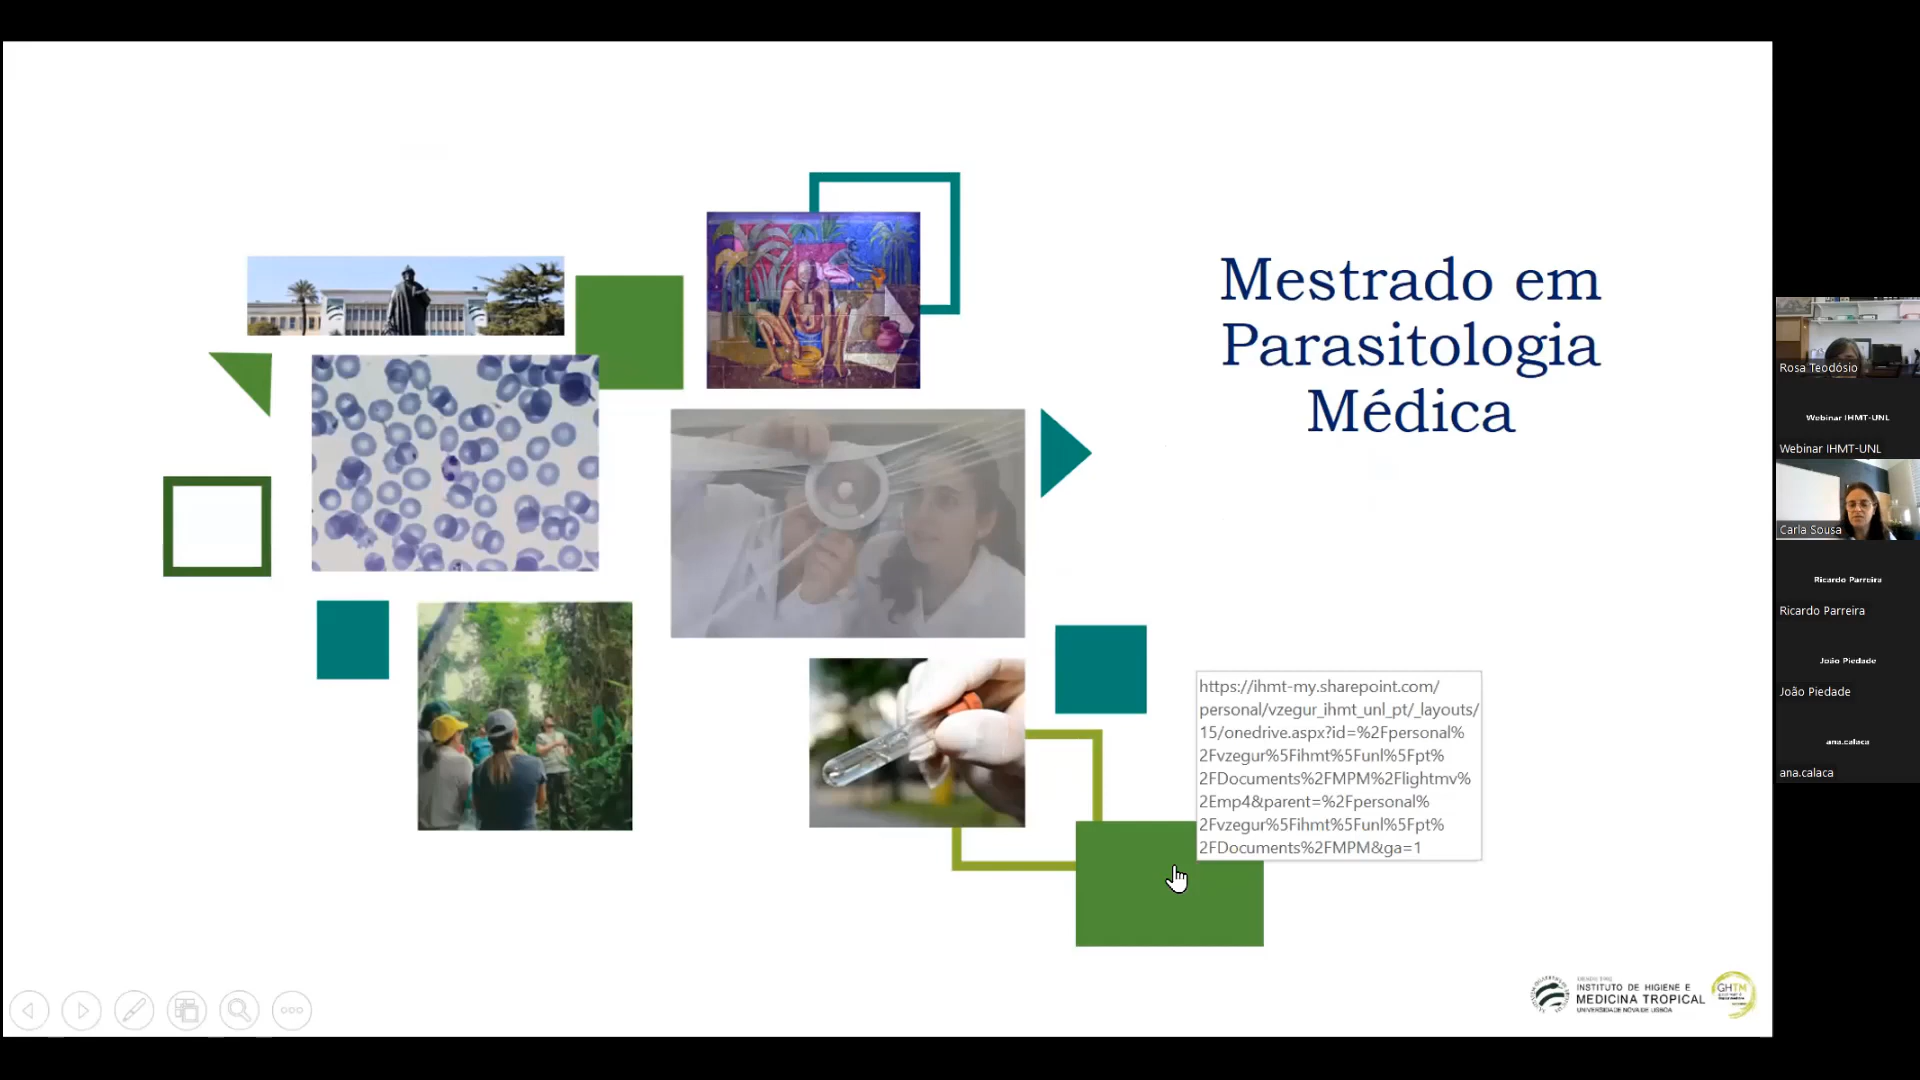 Mestrado em
Parasitologia
Médica
https://ihmt-my.sharepoint.com/
personal/vzegur_ihmt_unl_pt/_layouts/
15/onedrive.aspx?id=%2Fpersonal%
2Fvzegur%5Fihmt%5Funl%5Fpt%
2FDocuments%2FMPM%2Flightmv%
2Emp4&parent=%2Fpersonal%
2Fvzegur%5Fihmt%5Funl%5Fpt%
2FDocuments%2FMPM&ga=1
INSTITUTO DE HIGIENE E
MEDICINA TROPICAL
UNIVERSIDADE NOVA DE LISBOA
GHTM
Rosa Teodósio
Webinar IHMT-UNL
Webinar IHMT-UNL
Carla Sousa
Ricardo Parreira
Ricardo Parreira
João Piedade
João Piedade
ana.calaca
ana.calaca